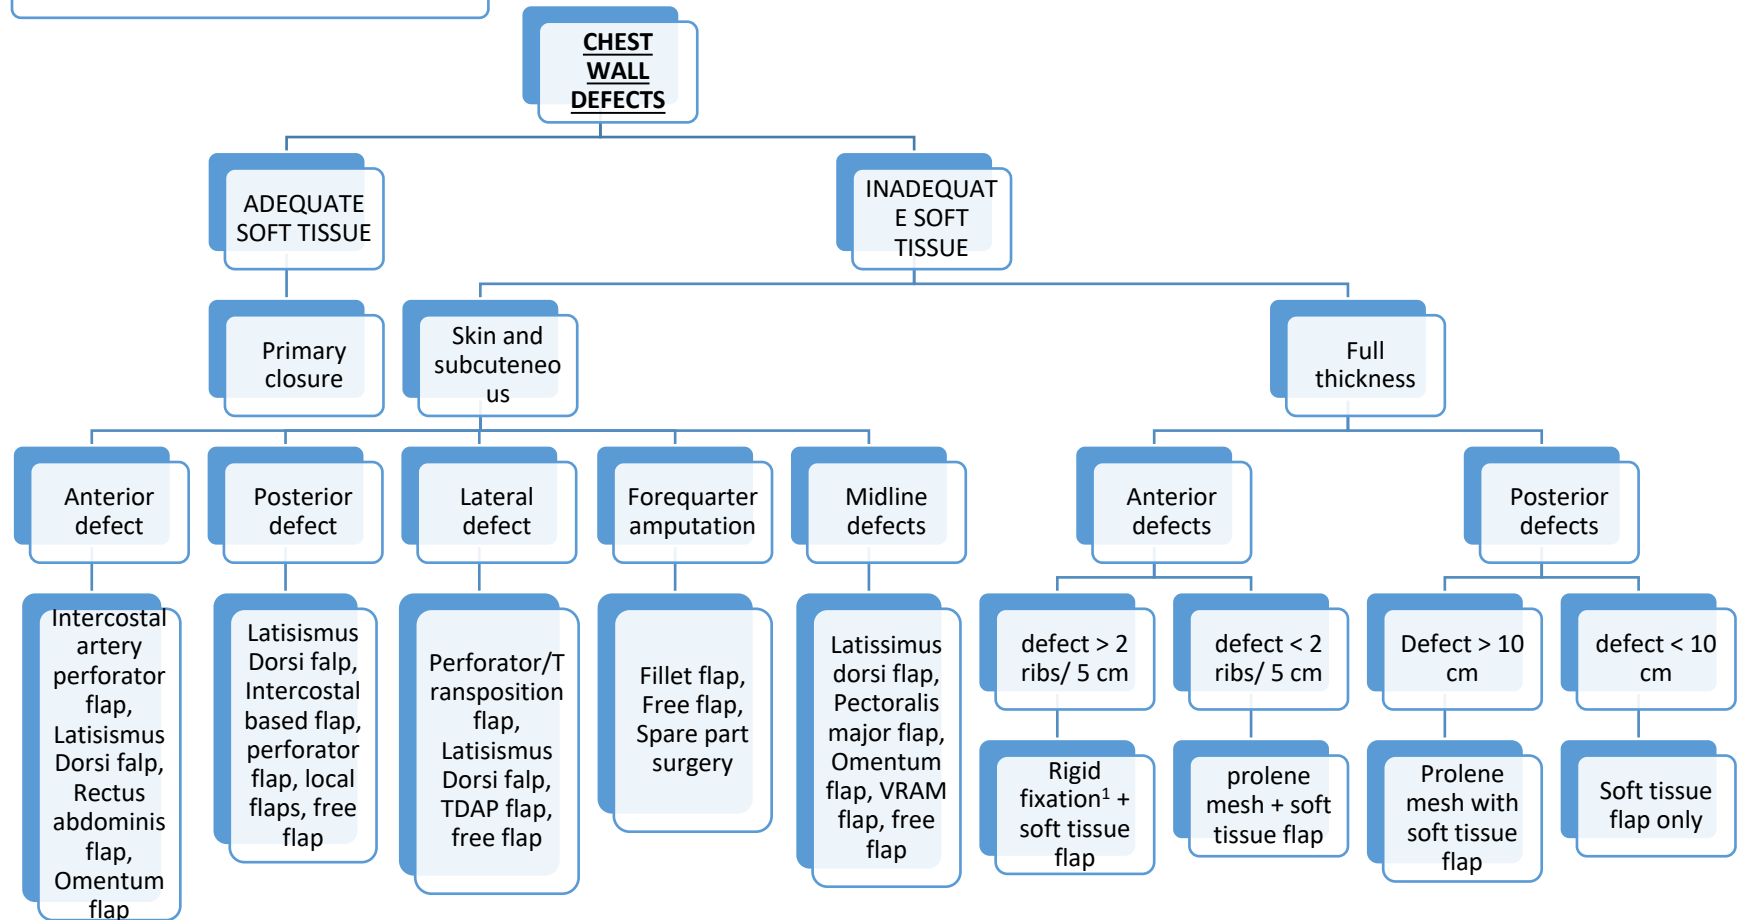 CHEST
WALL
DEFECTS
ADEQUATE
SOFT TISSUE
INADEQUAT
E SOFT
TISSUE
Primary
closure
Skin and
subcuteneo
us
Full
thickness
Anterior
defect
Posterior
defect
Lateral
defect
Forequarter
amputation
Midline
defects
Anterior
defects
Posterior
defects
Intercostal
artery
perforator
flap,
Latisismus
Dorsi falp,
Rectus
abdominis
flap,
Omentum
flap
Latisismus
Dorsi falp,
Intercostal
based flap,
perforator
flap, local
flaps, free
flap
Perforator/T
ransposition
flap,
Latisismus
Dorsi falp,
TDAP flap,
free flap
Fillet flap,
Free flap,
Spare part
surgery
Latissimus
dorsi flap,
Pectoralis
major flap,
Omentum
flap, VRAM
flap, free
flap
defect > 2
ribs/ 5 cm
defect < 2
ribs/ 5 cm
Defect > 10
cm
defect < 10
cm
Rigid
fixation¹ +
soft tissue
flap
prolene
mesh + soft
tissue flap
Prolene
mesh with
soft tissue
flap
Soft tissue
flap only